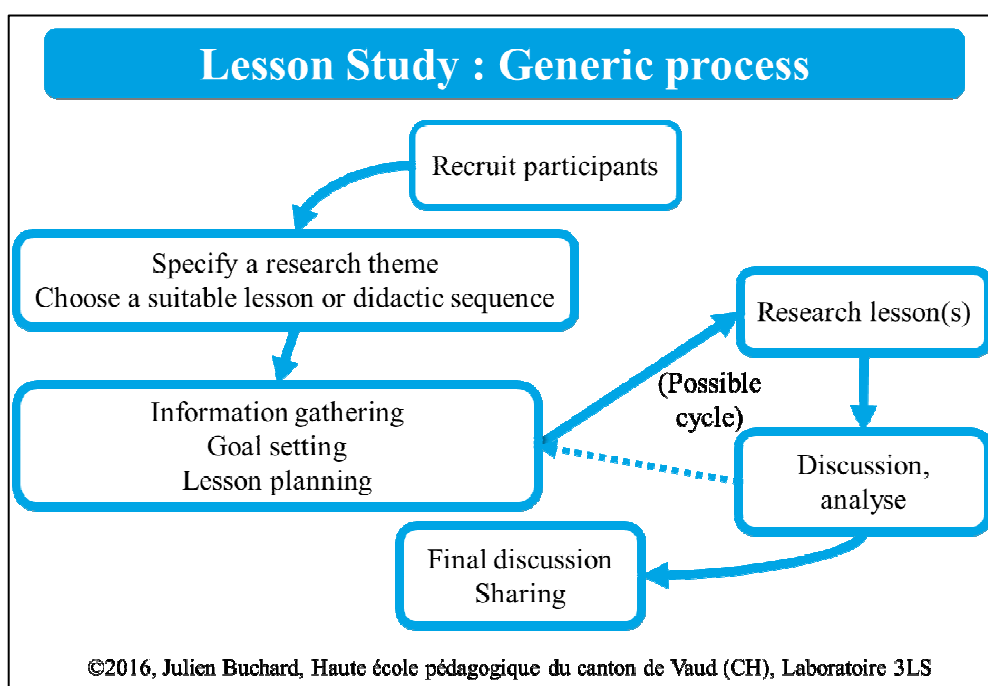 Lesson Study : Generic process
Recruit participants
Specify a research theme
Choose a suitable lesson or didactic sequence
Information gathering
Goal setting
Lesson planning
(Possible
cycle)
Research lesson(s)
Discussion,
analyse
Final discussion
Sharing
©2016, Julien Buchard, Haute école pédagogique du canton de Vaud (CH), Laboratoire 3LS